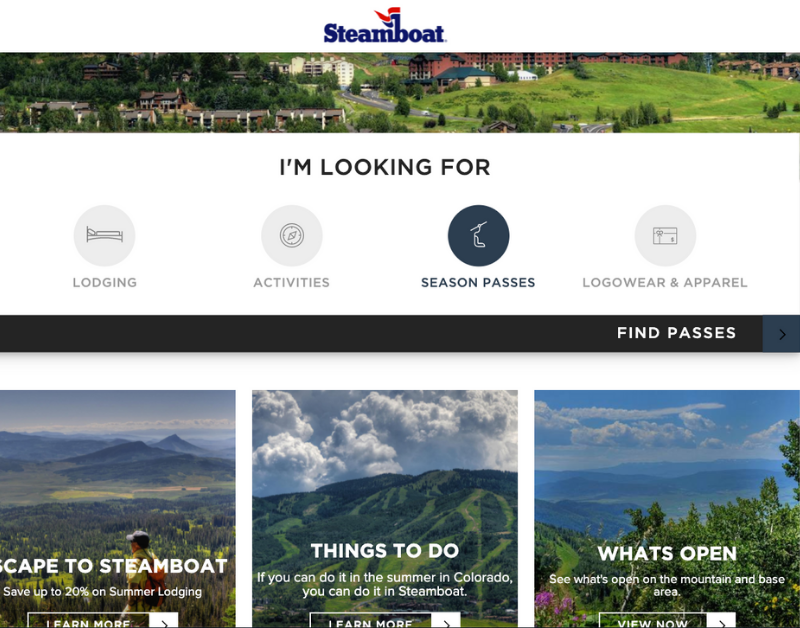 Steamboat
I'M LOOKING FOR
LODGING
ACTIVITIES
SEASON PASSES
LOGOWEAR & APPAREL
FIND PASSES
SCAPE TO STEAMBOAT
Save up to 20% on Summer Lodging
LEARN MORE
THINGS TO DO
If you can do it in the summer in Colorado,
you can do it in Steamboat.
LEARN MORE
WHATS OPEN
See what's open on the mountain and base
area.
VIEW NOW